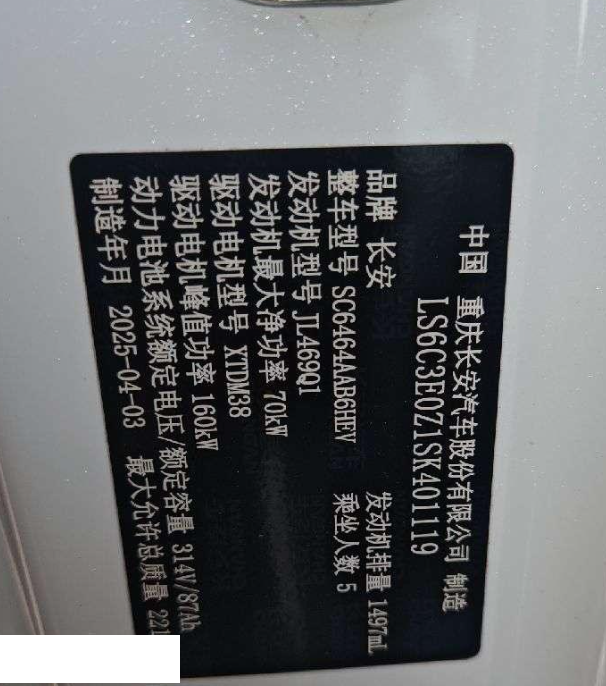 中国 重庆长安汽车股份有限公司 制造
LS6C3E0Z1SK401119
品牌 长安 发动机排量 1497mL
整车型号 SC6464AAB6HEV 乘坐人数 5
发动机型号 JL469Q1
发动机最大净功率 70kW
驱动电机型号 XTDM38
驱动电机峰值功率 160kW
动力电池系统额定电压/额定容量 314V/87Ah
制造年月 2025-04-03 最大允许总质量